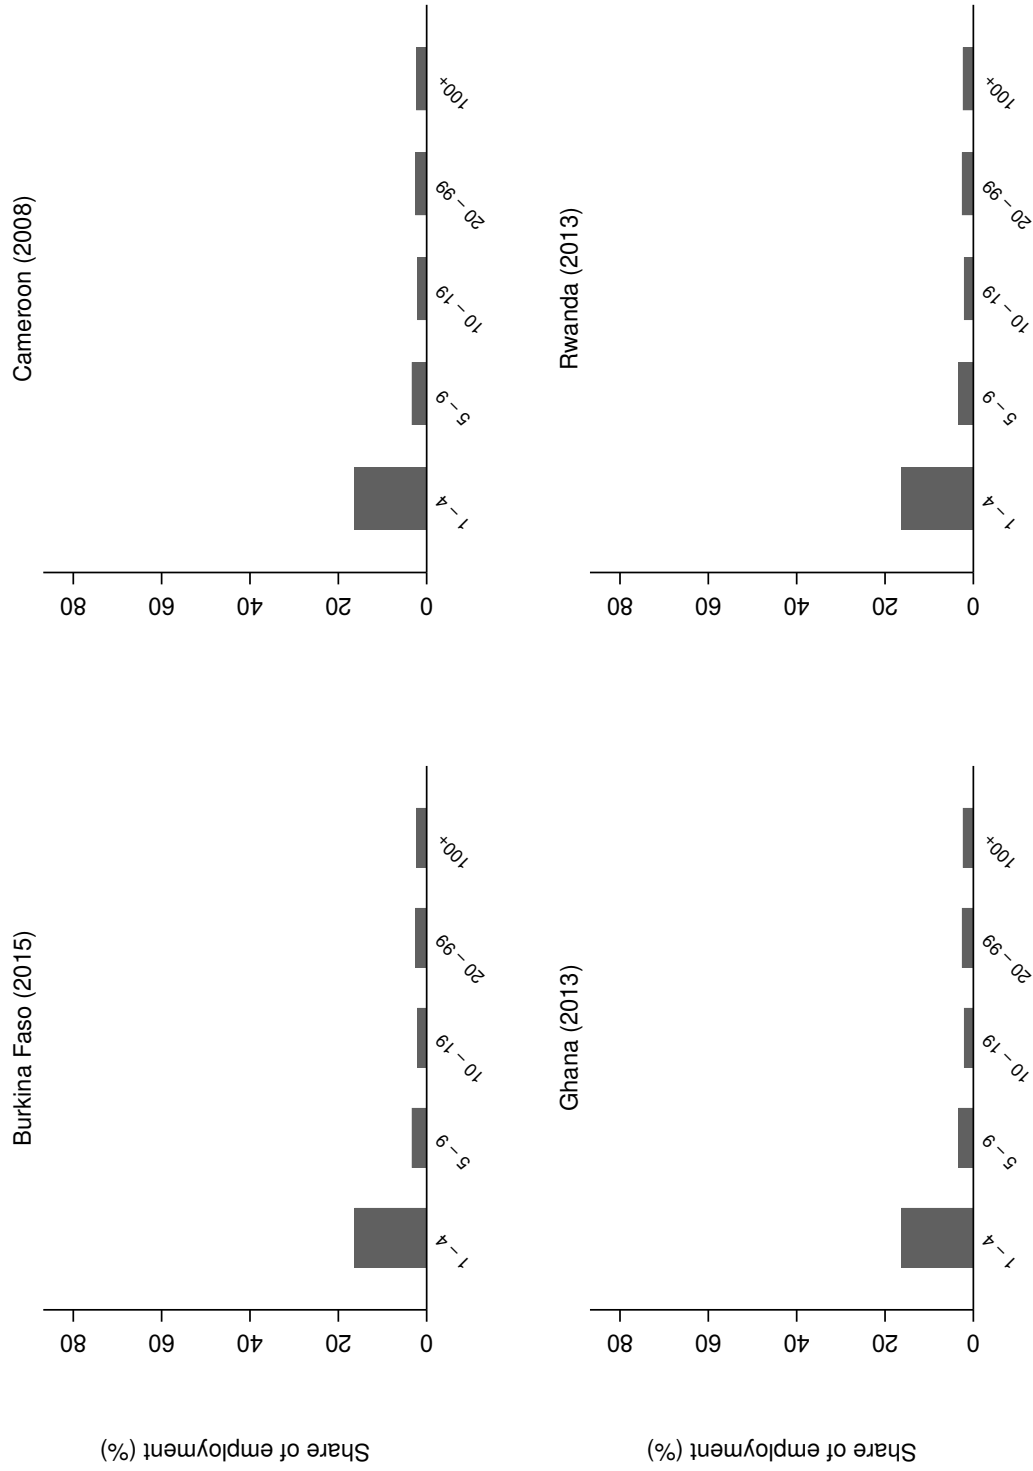 Burkina Faso (2015)
Share of employment (%)
80
60
40
20
0
1 – 4
5 – 9
10 – 19
20 – 99
100+
Cameroon (2008)
80
60
40
20
0
1 – 4
5 – 9
10 – 19
20 – 99
100+
Ghana (2013)
Share of employment (%)
80
60
40
20
0
1 – 4
5 – 9
10 – 19
20 – 99
100+
Rwanda (2013)
80
60
40
20
0
1 – 4
5 – 9
10 – 19
20 – 99
100+